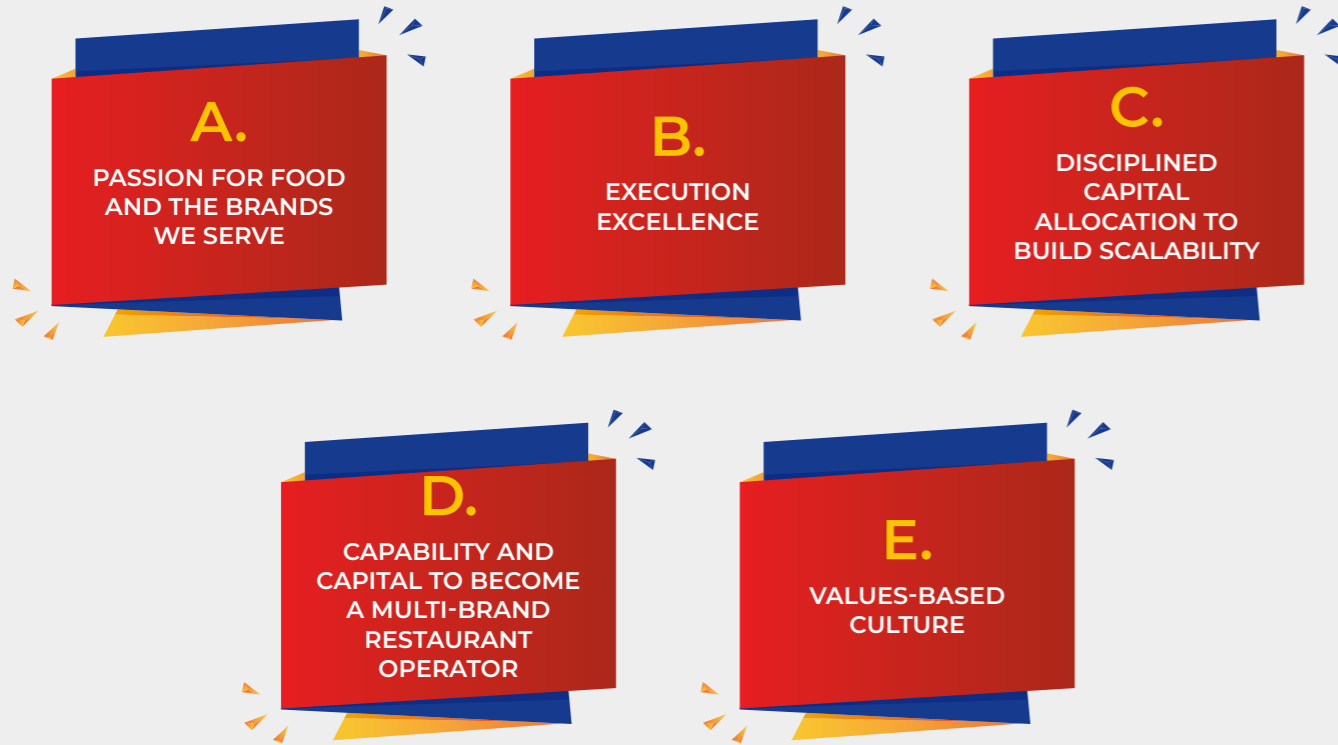 A.
PASSION FOR FOOD
AND THE BRANDS
WE SERVE
B.
EXECUTION
EXCELLENCE
C.
DISCIPLINED
CAPITAL
ALLOCATION TO
BUILD SCALABILITY
D.
CAPABILITY AND
CAPITAL TO BECOME
A MULTI-BRAND
RESTAURANT
OPERATOR
E.
VALUES-BASED
CULTURE